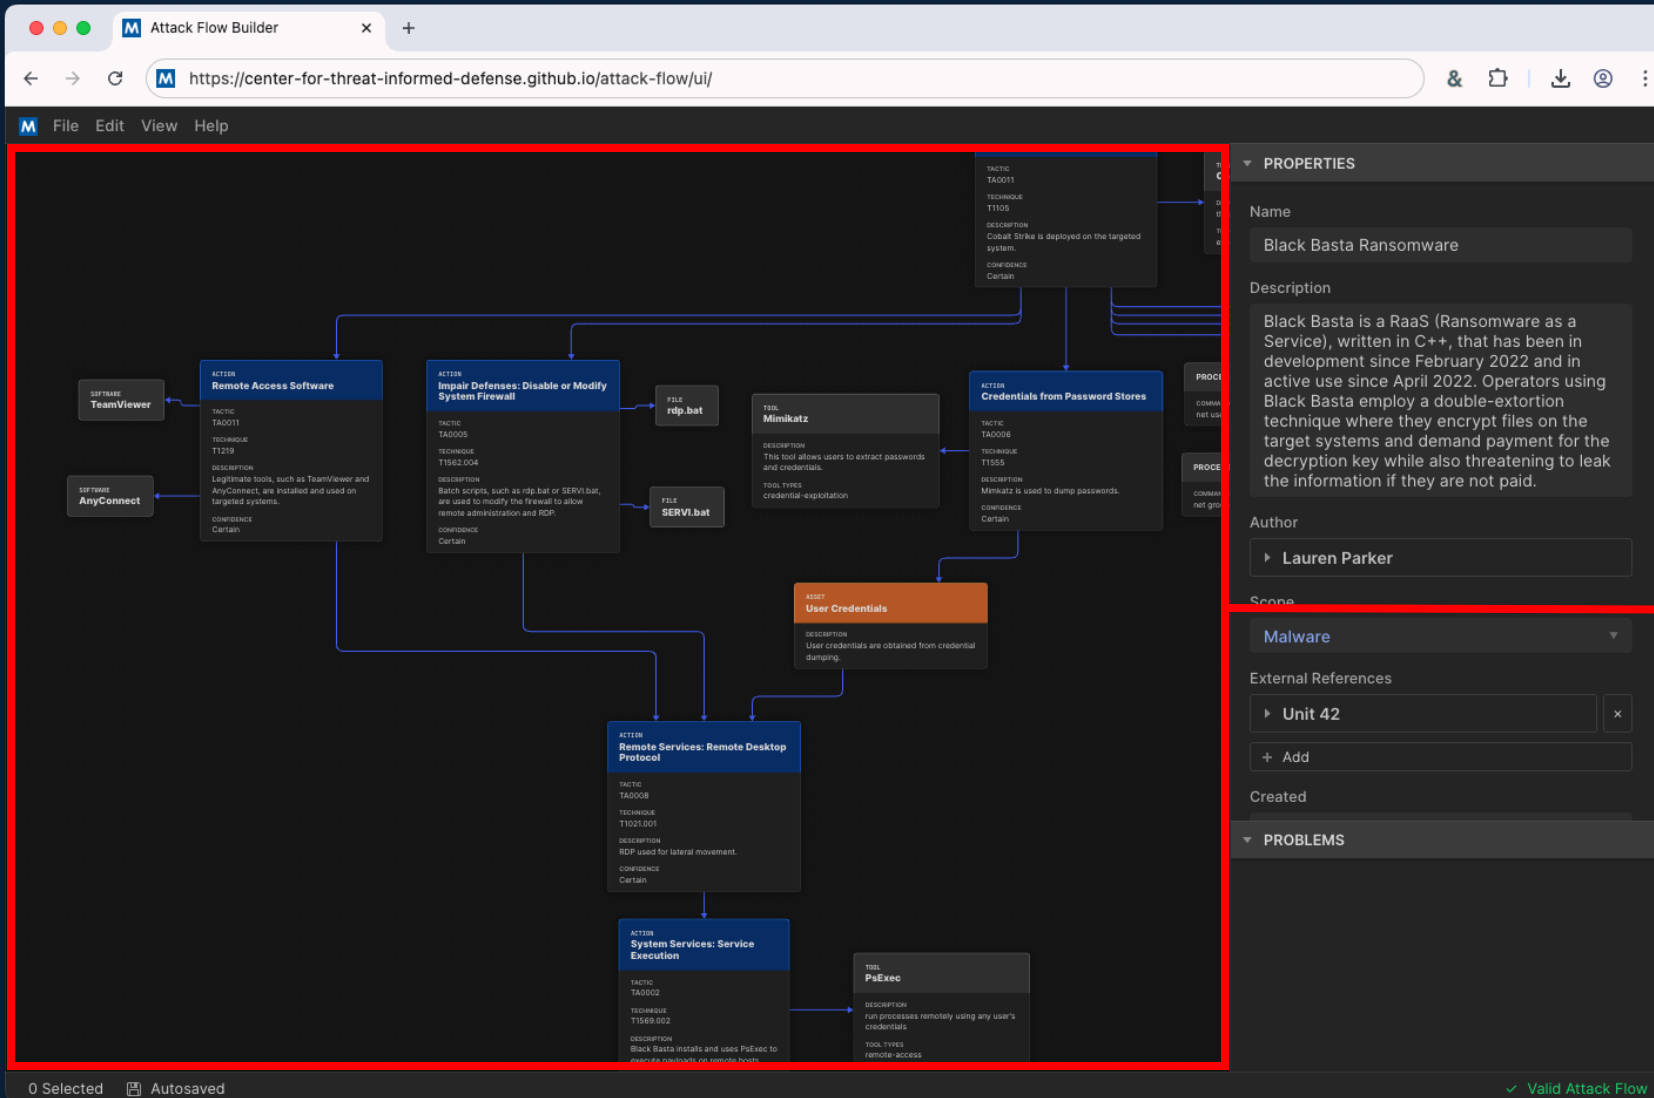 Attack Flow Builder
https://center-for-threat-informed-defense.github.io/attack-flow/ui/
File Edit View Help
TACTIC
TA0011
TECHNIQUE
T1105
DESCRIPTION
Cobalt Strike is deployed on the targeted
system.
CONFIDENCE
Certain
SOFTWARE
TeamViewer
SOFTWARE
AnyConnect
ACTION
Remote Access Software
TACTIC
TA0011
TECHNIQUE
T1219
DESCRIPTION
Legitimate tools, such as TeamViewer and
AnyConnect, are installed and used on
targeted systems.
CONFIDENCE
Certain
ACTION
Impair Defenses: Disable or Modify
System Firewall
TACTIC
TA0005
TECHNIQUE
T1562.004
DESCRIPTION
Batch scripts, such as rdp.bat or SERVI.bat,
are used to modify the firewall to allow
remote administration and RDP.
CONFIDENCE
Certain
FILE
rdp.bat
FILE
SERVI.bat
TOOL
Mimikatz
DESCRIPTION
This tool allows users to extract passwords
and credentials.
TOOL TYPES
credential-exploitation
ACTION
Credentials from Password Stores
TACTIC
TA0006
TECHNIQUE
T1555
DESCRIPTION
Mimkatz is used to dump passwords.
CONFIDENCE
Certain
PROCE
COMMA
net us
PROCE
COMMA
net gro
ASSET
User Credentials
DESCRIPTION
User credentials are obtained from credential
dumping.
ACTION
Remote Services: Remote Desktop
Protocol
TACTIC
TA0008
TECHNIQUE
T1021.001
DESCRIPTION
RDP used for lateral movement.
CONFIDENCE
Certain
ACTION
System Services: Service
Execution
TACTIC
TA0002
TECHNIQUE
T1569.002
DESCRIPTION
Black Basta installs and uses PsExec to
execute payloads on remote hosts.
TOOL
PsExec
DESCRIPTION
run processes remotely using any user's
credentials
TOOL TYPES
remote-access
PROPERTIES
Name
Black Basta Ransomware
Description
Black Basta is a RaaS (Ransomware as a
Service), written in C++, that has been in
development since February 2022 and in
active use since April 2022. Operators using
Black Basta employ a double-extortion
technique where they encrypt files on the
target systems and demand payment for the
decryption key while also threatening to leak
the information if they are not paid.
Author
Lauren Parker
Scope
Malware
External References
Unit 42
+ Add
Created
PROBLEMS
0 Selected Autosaved
Valid Attack Flow